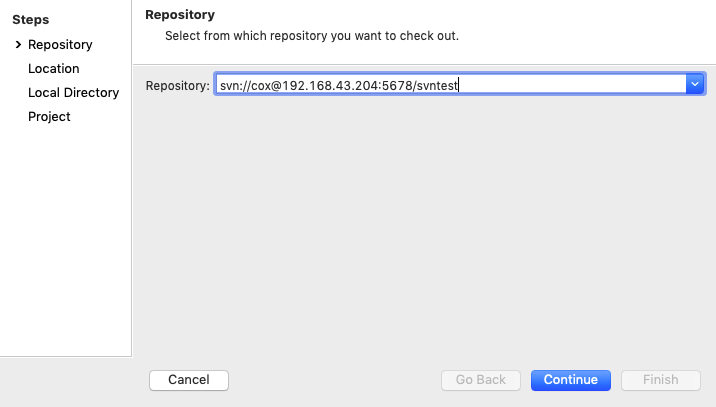 Steps
Repository
Location
Local Directory
Project
Repository
Select from which repository you want to check out.
Repository: svn://cox@192.168.43.204:5678/svntest
Cancel
Go Back
Continue
Finish